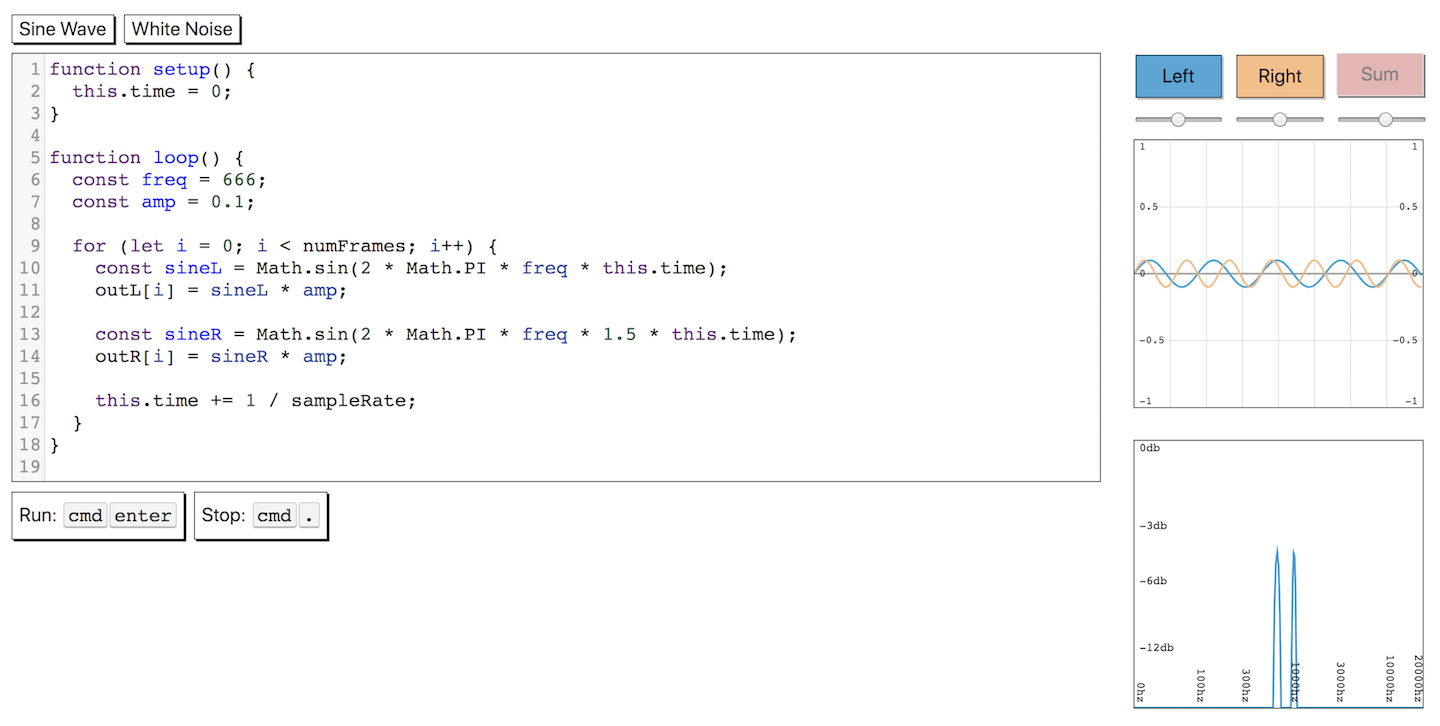 Sine Wave White Noise
1 function setup() {
2   this.time = 0;
3 }
4
5 function loop() {
6   const freq = 666;
7   const amp = 0.1;
8
9   for (let i = 0; i < numFrames; i++) {
10     const sineL = Math.sin(2 * Math.PI * freq * this.time);
11     outL[i] = sineL * amp;
12
13     const sineR = Math.sin(2 * Math.PI * freq * 1.5 * this.time);
14     outR[i] = sineR * amp;
15
16     this.time += 1 / sampleRate;
17   }
18 }
19
Run: cmd enter Stop: cmd .
Left Right Sum
1 1
0.5 0.5
0 0
-0.5 -0.5
-1 -1
0db
-3db
-6db
-12db
0hz 100hz 300hz 1000hz 3000hz 10000hz 20000hz